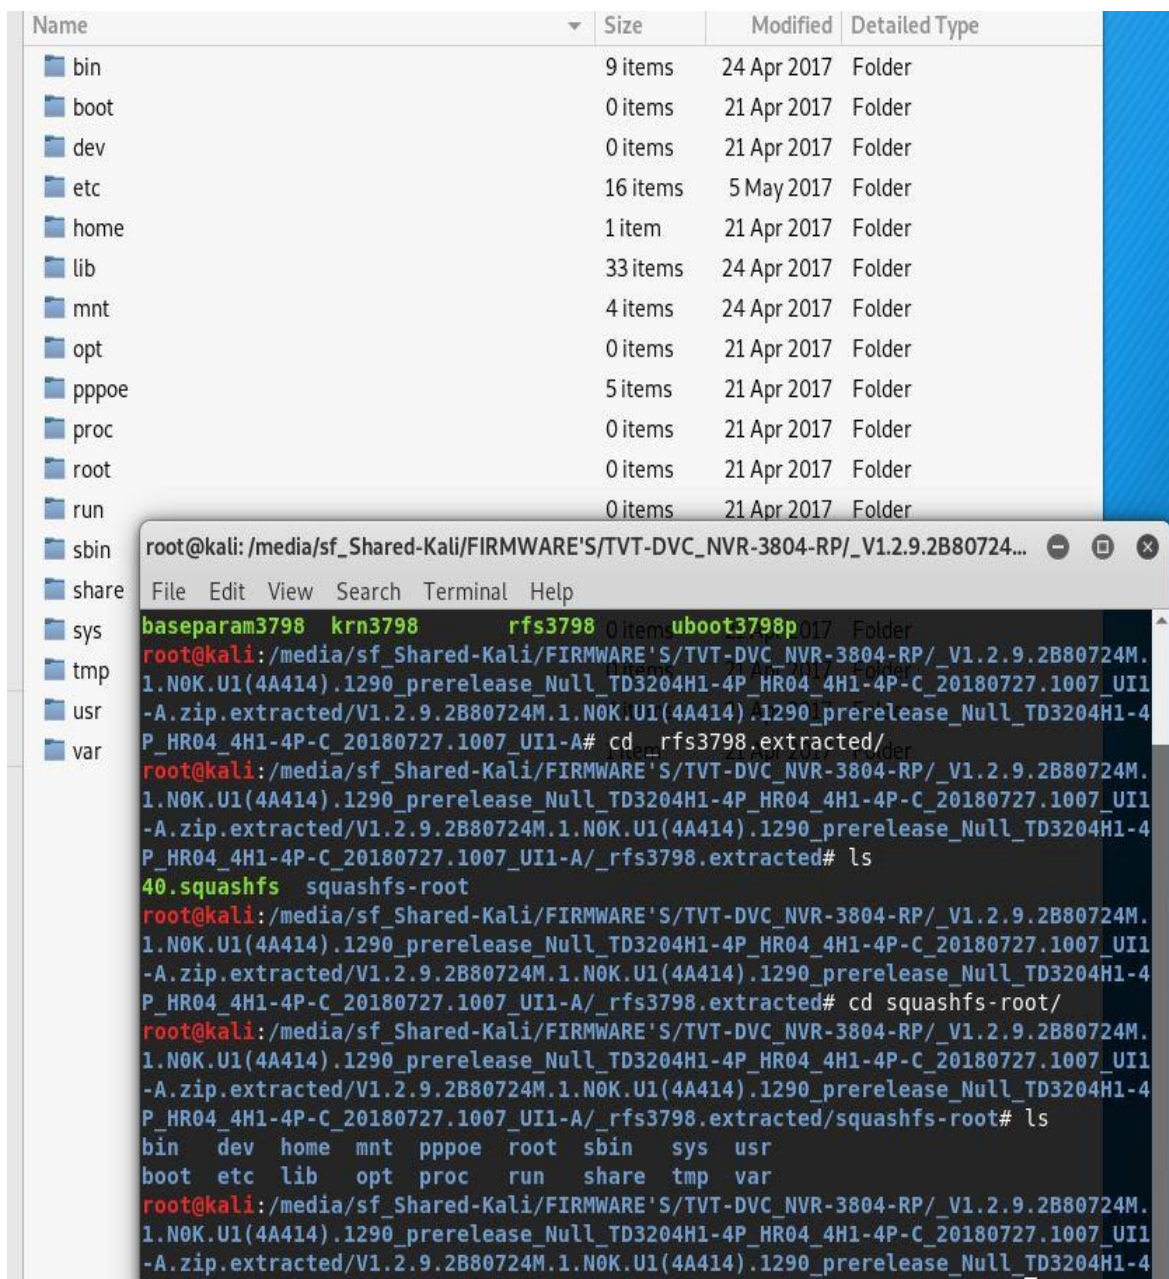 Name Size Modified Detailed Type
bin 9 items 24 Apr 2017 Folder
boot 0 items 21 Apr 2017 Folder
dev 0 items 21 Apr 2017 Folder
etc 16 items 5 May 2017 Folder
home 1 item 21 Apr 2017 Folder
lib 33 items 24 Apr 2017 Folder
mnt 4 items 24 Apr 2017 Folder
opt 0 items 21 Apr 2017 Folder
pppoe 5 items 21 Apr 2017 Folder
proc 0 items 21 Apr 2017 Folder
root 0 items 21 Apr 2017 Folder
run 0 items 21 Apr 2017 Folder
sbin
share
sys
tmp
usr
var
root@kali: /media/sf_Shared-Kali/FIRMWARE'S/TVT-DVC_NVR-3804-RP/_V1.2.9.2B80724...
File Edit View Search Terminal Help
baseparam3798 krn3798 rfs3798 uboot3798p
root@kali:/media/sf_Shared-Kali/FIRMWARE'S/TVT-DVC_NVR-3804-RP/_V1.2.9.2B80724M.
1.N0K.U1(4A414).1290_prerelease_Null_TD3204H1-4P_HR04_4H1-4P-C_20180727.1007_UI1
-A.zip.extracted/V1.2.9.2B80724M.1.N0K.U1(4A414).1290_prerelease_Null_TD3204H1-4
P_HR04_4H1-4P-C_20180727.1007_UI1-A# cd _rfs3798.extracted/
root@kali:/media/sf_Shared-Kali/FIRMWARE'S/TVT-DVC_NVR-3804-RP/_V1.2.9.2B80724M.
1.N0K.U1(4A414).1290_prerelease_Null_TD3204H1-4P_HR04_4H1-4P-C_20180727.1007_UI1
-A.zip.extracted/V1.2.9.2B80724M.1.N0K.U1(4A414).1290_prerelease_Null_TD3204H1-4
P_HR04_4H1-4P-C_20180727.1007_UI1-A/_rfs3798.extracted# ls
40.squashfs squashfs-root
root@kali:/media/sf_Shared-Kali/FIRMWARE'S/TVT-DVC_NVR-3804-RP/_V1.2.9.2B80724M.
1.N0K.U1(4A414).1290_prerelease_Null_TD3204H1-4P_HR04_4H1-4P-C_20180727.1007_UI1
-A.zip.extracted/V1.2.9.2B80724M.1.N0K.U1(4A414).1290_prerelease_Null_TD3204H1-4
P_HR04_4H1-4P-C_20180727.1007_UI1-A/_rfs3798.extracted# cd squashfs-root/
root@kali:/media/sf_Shared-Kali/FIRMWARE'S/TVT-DVC_NVR-3804-RP/_V1.2.9.2B80724M.
1.N0K.U1(4A414).1290_prerelease_Null_TD3204H1-4P_HR04_4H1-4P-C_20180727.1007_UI1
-A.zip.extracted/V1.2.9.2B80724M.1.N0K.U1(4A414).1290_prerelease_Null_TD3204H1-4
P_HR04_4H1-4P-C_20180727.1007_UI1-A/_rfs3798.extracted/squashfs-root# ls
bin dev home mnt pppoe root sbin sys usr
boot etc lib opt proc run share tmp var
root@kali:/media/sf_Shared-Kali/FIRMWARE'S/TVT-DVC_NVR-3804-RP/_V1.2.9.2B80724M.
1.N0K.U1(4A414).1290_prerelease_Null_TD3204H1-4P_HR04_4H1-4P-C_20180727.1007_UI1
-A.zip.extracted/V1.2.9.2B80724M.1.N0K.U1(4A414).1290_prerelease_Null_TD3204H1-4